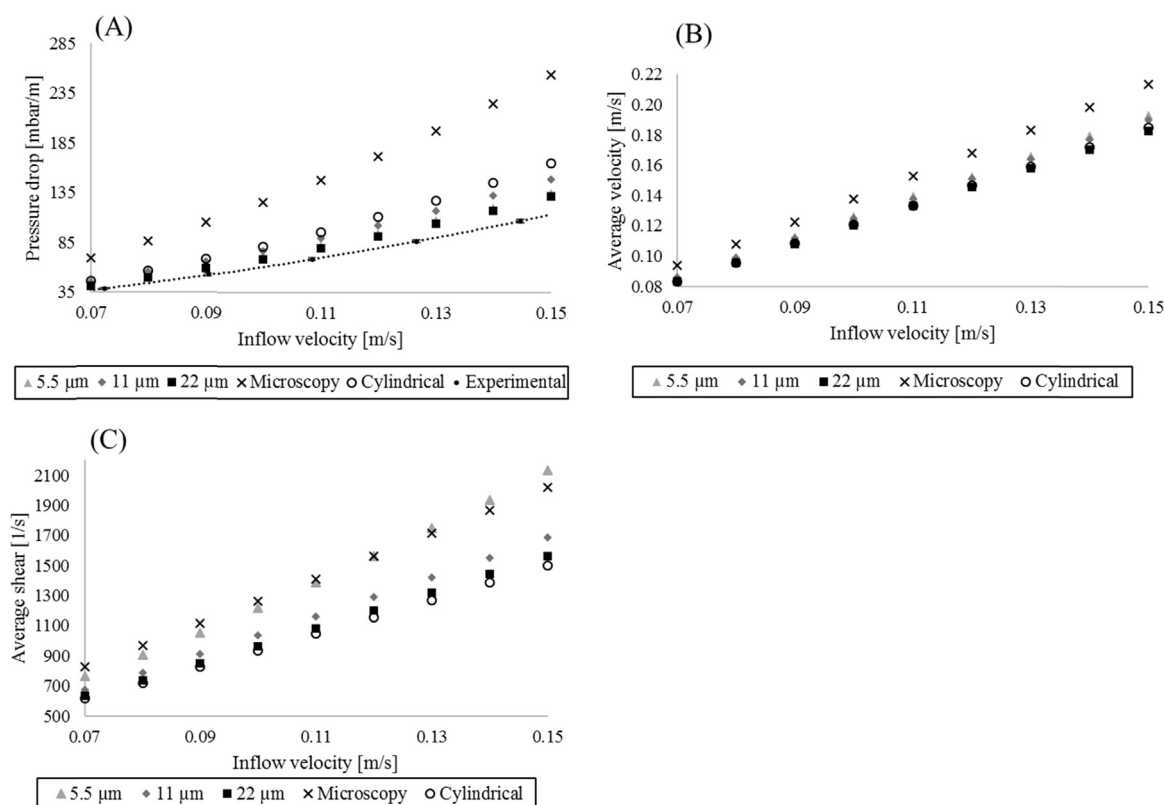 (A)
285
235
185
135
85
35
Pressure drop [mbar/m]
0.07 0.09 0.11 0.13 0.15
Inflow velocity [m/s]
5.5 µm 11 µm 22 µm Microscopy Cylindrical Experimental
(B)
0.22
0.20
0.18
0.16
0.14
0.12
0.10
0.08
Average velocity [m/s]
0.07 0.09 0.11 0.13 0.15
Inflow velocity [m/s]
5.5 µm 11 µm 22 µm Microscopy Cylindrical
(C)
2100
1900
1700
1500
1300
1100
900
700
500
Average shear [1/s]
0.07 0.09 0.11 0.13 0.15
Inflow velocity [m/s]
5.5 µm 11 µm 22 µm Microscopy Cylindrical